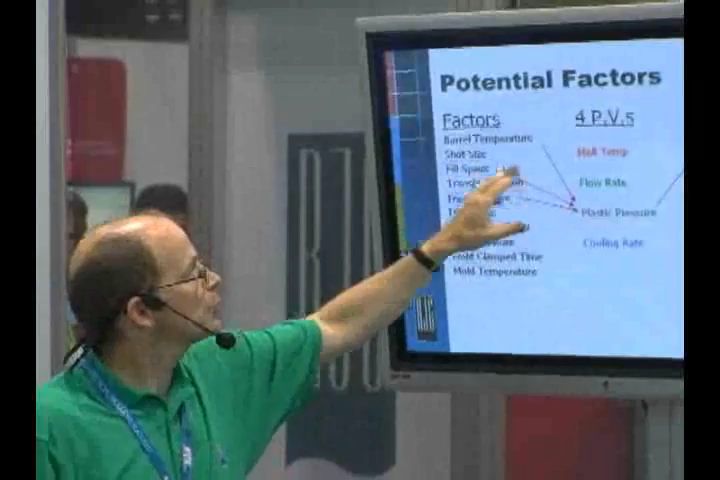 Potential Factors
Factors
4 P.V.s
Barrel Temperature
Melt Temp
Shot Size
Fill Speed
Flow Rate
Plastic Pressure
Cooling Rate
Mold Clamped Time
Mold Temperature